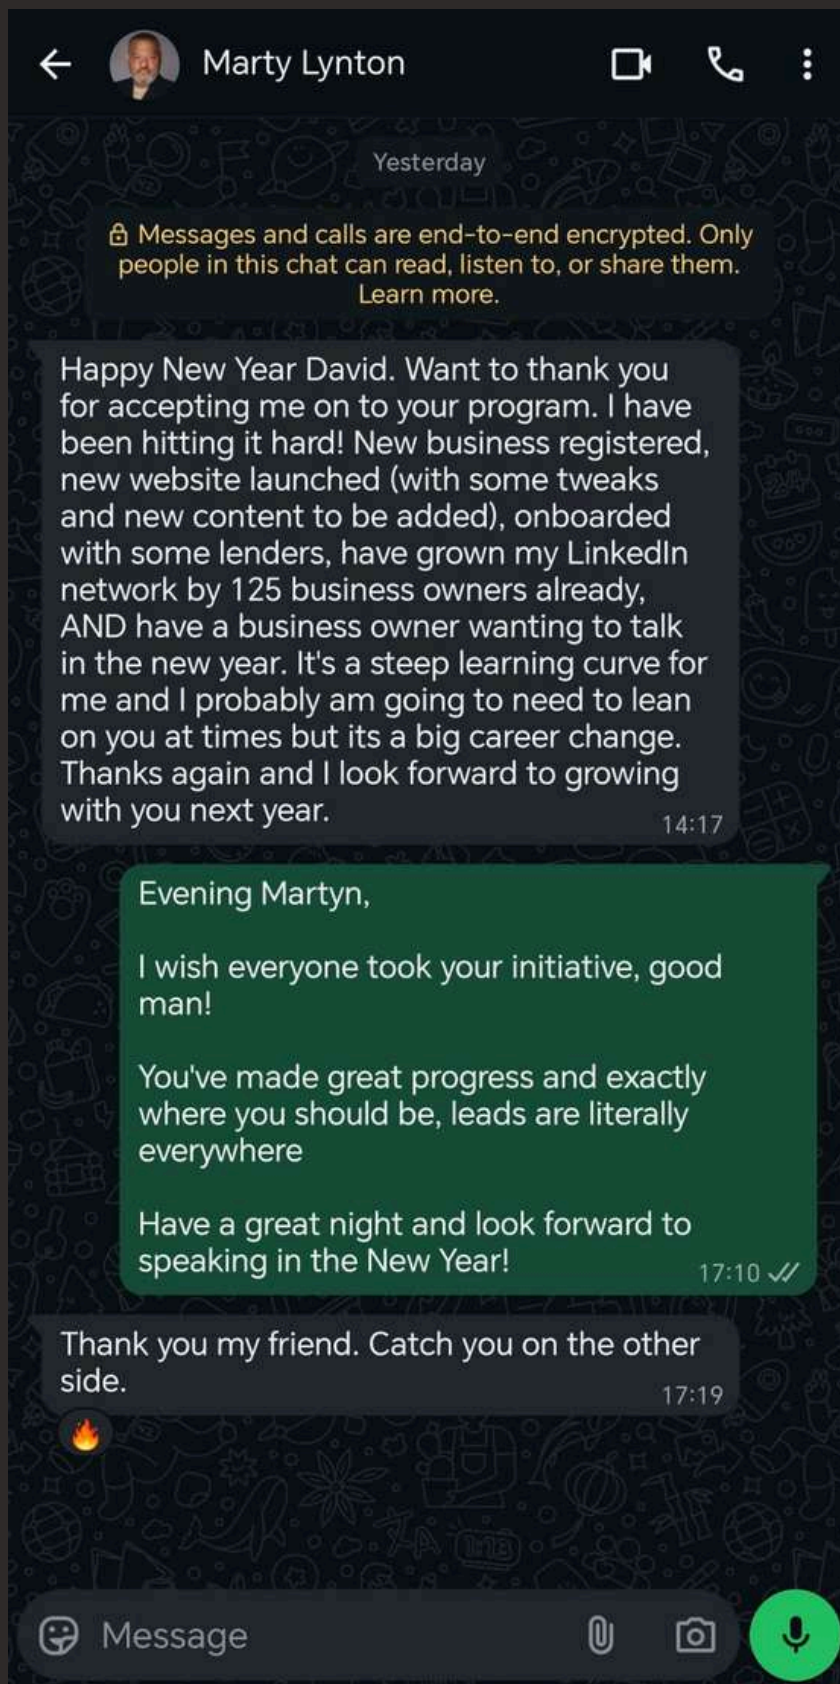 Marty Lynton
Yesterday
Messages and calls are end-to-end encrypted. Only
people in this chat can read, listen to, or share them.
Learn more.
Happy New Year David. Want to thank you
for accepting me on to your program. I have
been hitting it hard! New business registered,
new website launched (with some tweaks
and new content to be added), onboarded
with some lenders, have grown my LinkedIn
network by 125 business owners already,
AND have a business owner wanting to talk
in the new year. It's a steep learning curve for
me and I probably am going to need to lean
on you at times but its a big career change.
Thanks again and I look forward to growing
with you next year.
14:17
Evening Martyn,
I wish everyone took your initiative, good
man!
You've made great progress and exactly
where you should be, leads are literally
everywhere
Have a great night and look forward to
speaking in the New Year!
17:10
Thank you my friend. Catch you on the other
side.
17:19
Message